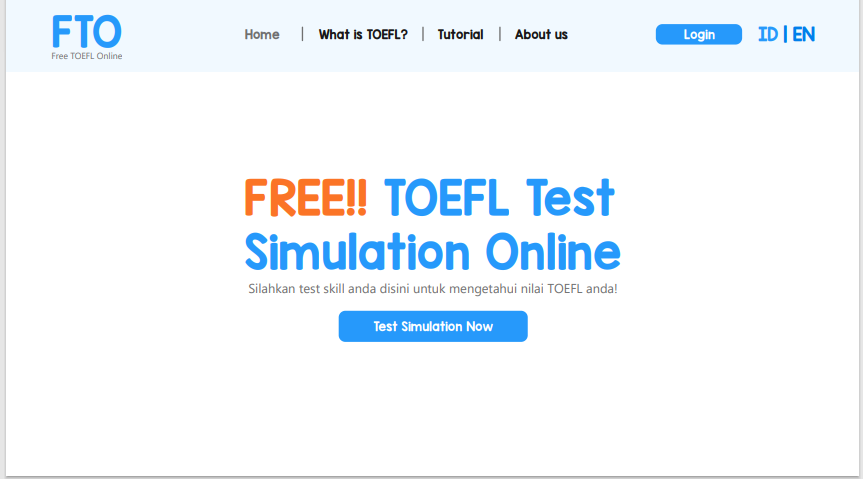 FTO
Free TOEFL Online
Home | What is TOEFL? | Tutorial | About us
Login
ID | EN
FREE!! TOEFL Test
Simulation Online
Silahkan test skill anda disini untuk mengetahui nilai TOEFL anda!
Test Simulation Now